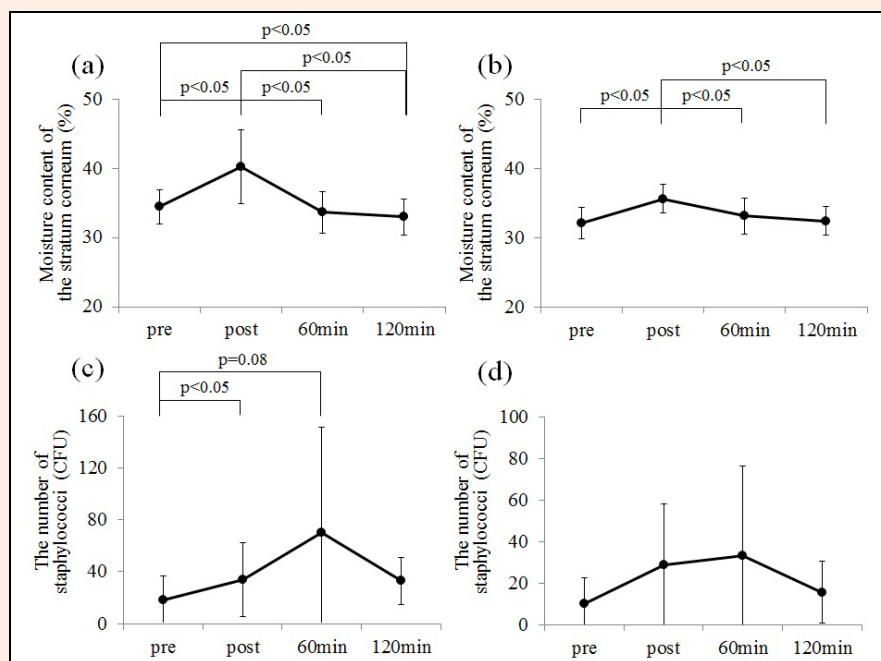 p<0.05
(a)
p<0.05
p<0.05 p<0.05
50
40
30
20
Moisture content of
the stratum corneum (%)
pre post 60min 120min
(b)
p<0.05
p<0.05 p<0.05
50
40
30
20
Moisture content of
the stratum corneum (%)
pre post 60min 120min
(c)
p=0.08
p<0.05
160
120
80
40
0
The number of
staphylococci (CFU)
pre post 60min 120min
(d)
100
80
60
40
20
0
The number of
staphylococci (CFU)
pre post 60min 120min